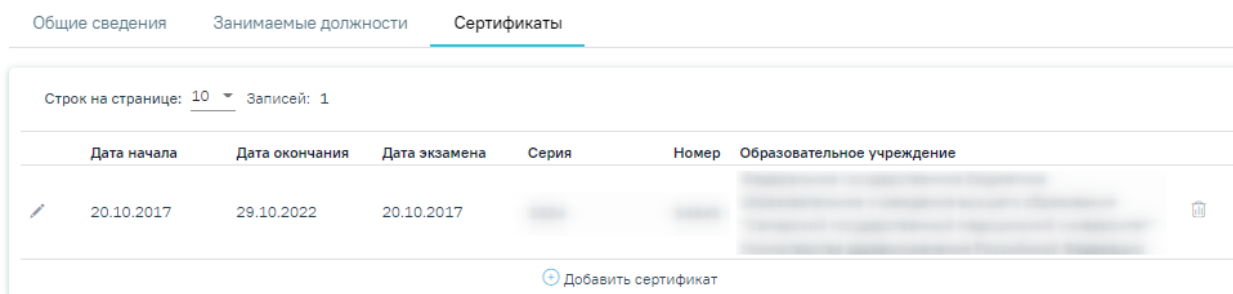 Общие сведения Занимаемые должности Сертификаты
Строк на странице: 10 Записей: 1
Дата начала Дата окончания Дата экзамена Серия Номер Образовательное учреждение
20.10.2017 29.10.2022 20.10.2017
Добавить сертификат